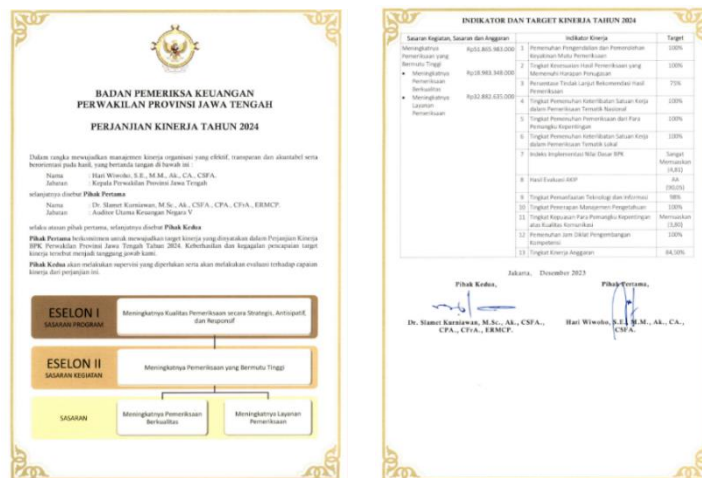 BADAN PEMERIKSA KEUANGAN
PERWAKILAN PROVINSI JAWA TENGAH
PERJANJIAN KINERJA TAHUN 2024
Dalam rangka mewujudkan manajemen kinerja organisasi yang efektif, transparan dan akuntabel serta
berorientasi pada hasil, yang bertanda tangan di bawah ini :
Nama : Hari Wiwoho, S.E., M.M., Ak., CA., CSFA.
Jabatan : Kepala Perwakilan Provinsi Jawa Tengah
selanjutnya disebut Pihak Pertama
Nama : Dr. Slamet Kurniawan, M.Sc., Ak., CSFA., CPA., CFrA., ERMCP.
Jabatan : Auditor Utama Keuangan Negara V
selaku atasan pihak pertama, selanjutnya disebut Pihak Kedua
Pihak Pertama berkomitmen untuk mewujudkan target kinerja yang dinyatakan dalam Perjanjian Kinerja
BPK Perwakilan Provinsi Jawa Tengah Tahun 2024. Keberhasilan dan kegagalan pencapaian target
kinerja tersebut menjadi tanggung jawab kami.
Pihak Kedua akan melakukan supervisi yang diperlukan serta akan melakukan evaluasi terhadap capaian
kinerja dari perjanjian ini.
ESELON I
SASARAN PROGRAM
Meningkatnya Kualitas Pemeriksaan secara Strategis, Antisipatif,
dan Responsif
ESELON II
SASARAN KEGIATAN
Meningkatnya Pemeriksaan yang Bermutu Tinggi
SASARAN
Meningkatnya Pemeriksaan
Berkualitas
Meningkatnya Layanan
Pemeriksaan
INDIKATOR DAN TARGET KINERJA TAHUN 2024
Sasaran Kegiatan, Sasaran dan Anggaran
Indikator Kinerja
Target
Meningkatnya
Pemeriksaan yang
Bermutu Tinggi
• Meningkatnya
Pemeriksaan
Berkualitas
Rp18.983.348.000
• Meningkatnya
Layanan
Pemeriksaan
Rp32.882.635.000
1 Pemenuhan Pengendalian dan Pemerolehan
Keyakinan Mutu Pemeriksaan
100%
2 Tingkat Kesesuaian Hasil Pemeriksaan yang
Memenuhi Harapan Penugasan
100%
3 Persentase Tindak Lanjut Rekomendasi Hasil
Pemeriksaan
75%
4 Tingkat Pemenuhan Keterlibatan Satuan Kerja
dalam Pemeriksaan Tematik Nasional
100%
5 Tingkat Pemenuhan Pemeriksaan dari Para
Pemangku Kepentingan
100%
6 Tingkat Pemenuhan Keterlibatan Satuan Kerja
dalam Pemeriksaan Tematik Lokal
100%
7 Indeks Implementasi Nilai Dasar BPK
Sangat
Memuaskan
8 Hasil Evaluasi AKIP
AA
9 Tingkat Pemanfaatan Teknologi dan Informasi
98%
10 Tingkat Penerapan Manajemen Pengetahuan
100%
11 Tingkat Kepuasan Para Pemangku Kepentingan
atas Kualitas Komunikasi
Memuaskan
12 Pemenuhan Jam Diklat Pengembangan
Kompetensi
100%
13 Tingkat Kinerja Anggaran
Jakarta, Desember 2023
Pihak Kedua,
Dr. Slamet Kurniawan, M.Sc., Ak., CSFA.,
CPA., CFrA., ERMCP.
Pihak Pertama,
Hari Wiwoho, S.E., M.M., Ak., CA.,
CSFA.